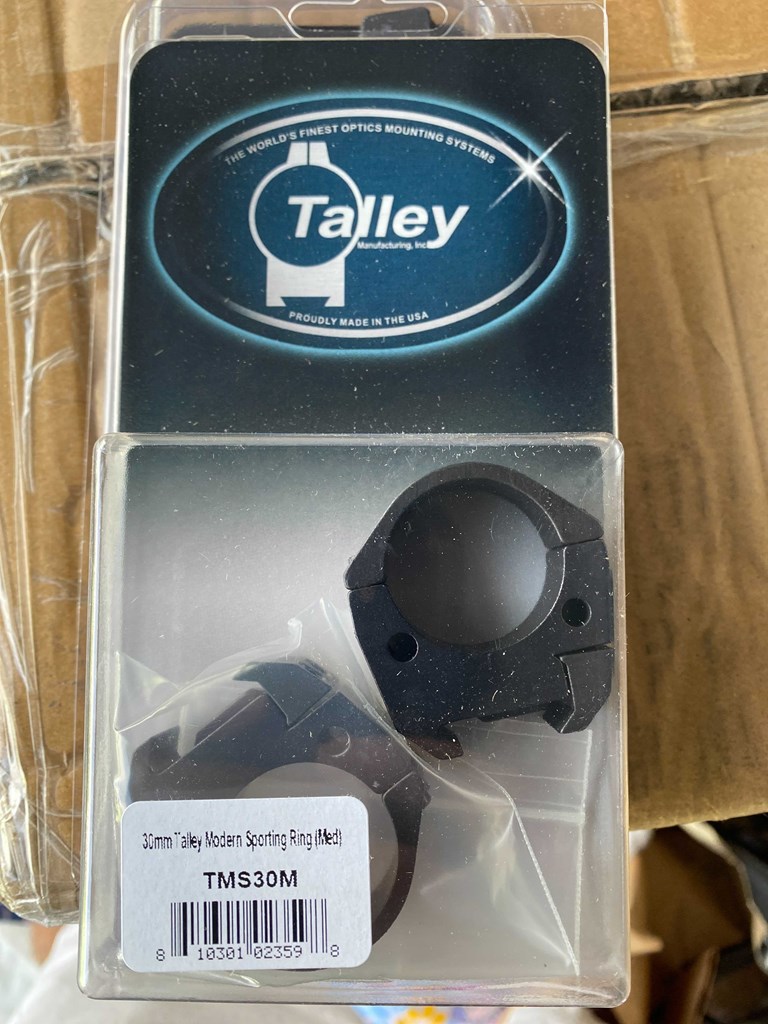 THE WORLD'S FINEST OPTICS MOUNTING SYSTEMS
Talley
Manufacturing, Inc.
PROUDLY MADE IN THE USA
30mm Talley Modern Sporting Ring (Med)
TMS30M
8 10301 02359 8